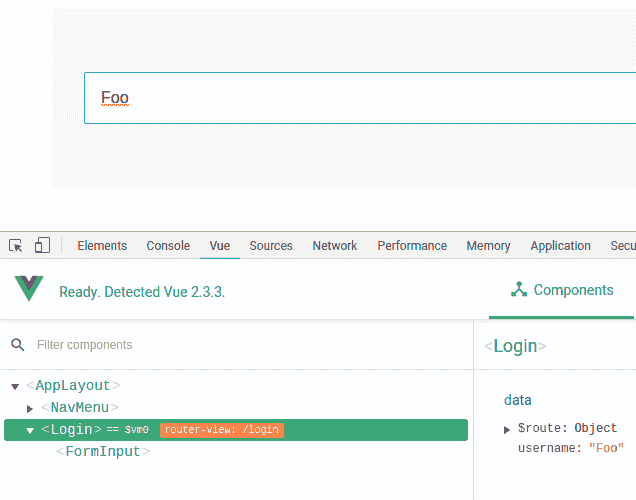 Foo
Elements Console Vue Sources Network Performance Memory Application Secu
Ready. Detected Vue 2.3.3.
Components
Filter components
<Login>
<AppLayout>
<NavMenu>
<Login> == $vm0 router-view: /login
<FormInput>
data
$route: Object
username: "Foo"